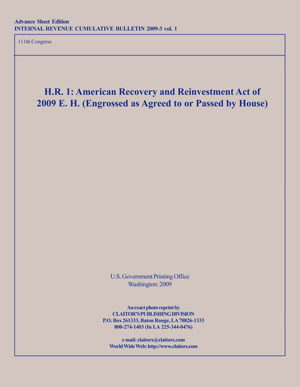 Advance Sheet Edition
INTERNAL REVENUE CUMULATIVE BULLETIN 2009-3 vol. 1
111th Congress
H.R. 1: American Recovery and Reinvestment Act of
2009 E. H. (Engrossed as Agreed to or Passed by House)
U.S. Government Printing Office
Washington: 2009
An exact photo reprint by
CLAITOR'S PUBLISHING DIVISION
P.O. Box 261333, Baton Rouge, LA 70826-1333
800-274-1403 (In LA 225-344-0476)
e mail: claitors@claitors.com
World Wide Web: http://www.claitors.com